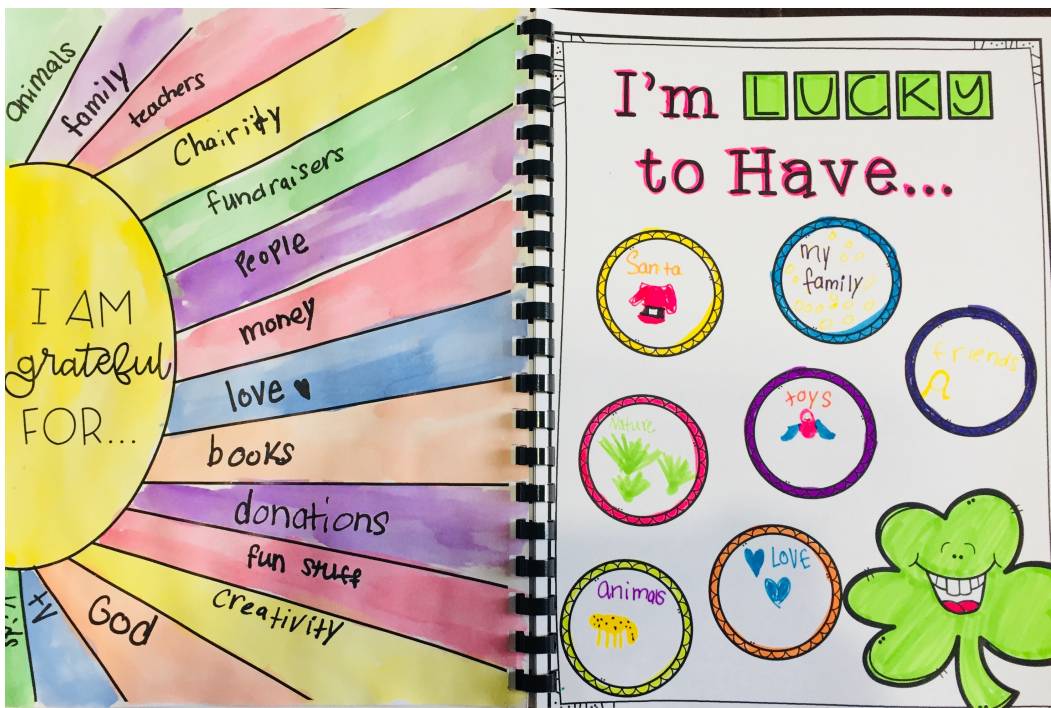 animals
family
teachers
Chairity
fundraisers
People
money
love
books
donations
fun stuff
Creativity
God
TV
I AM
grateful
FOR...
I'm LUCKY
to Have...
Santa
my
family
friends
Nature
toys
animals
LOVE